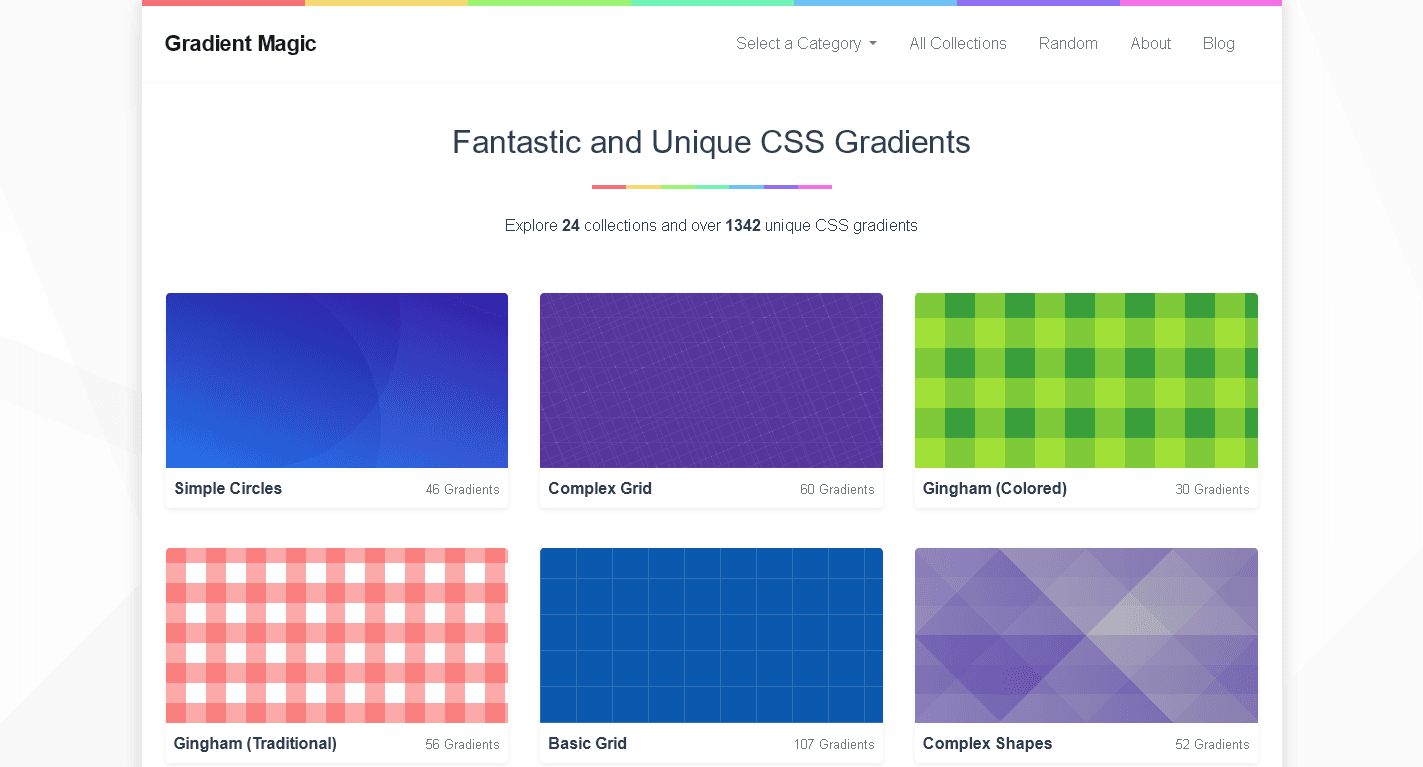 Gradient Magic
Select a Category All Collections Random About Blog
Fantastic and Unique CSS Gradients
Explore 24 collections and over 1342 unique CSS gradients
Simple Circles 46 Gradients
Complex Grid 60 Gradients
Gingham (Colored) 30 Gradients
Gingham (Traditional) 56 Gradients
Basic Grid 107 Gradients
Complex Shapes 52 Gradients